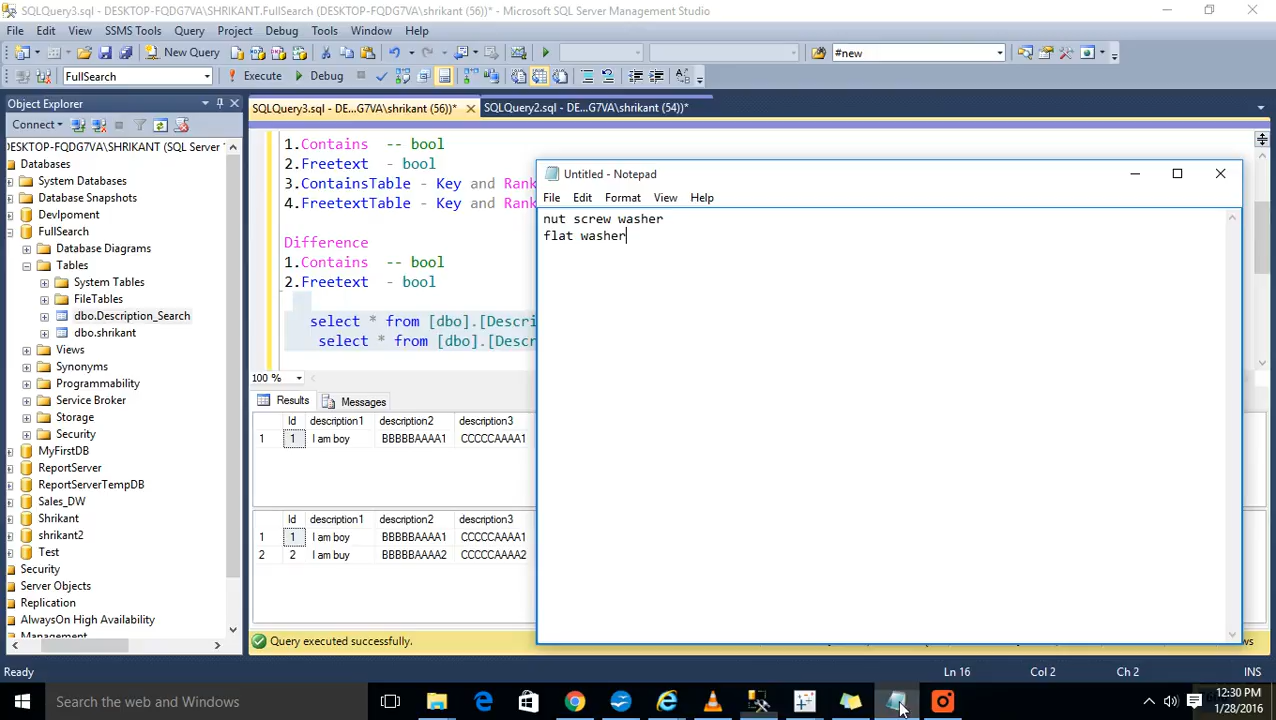 SQLQuery3.sql - DESKTOP-FQDG7VA\SHRIKANT.FullSearch (DESKTOP-FQDG7VA\shrikant (56))* - Microsoft SQL Server Management Studio
File Edit View SSMS Tools Query Project Debug Tools Window Help
New Query #new
FullSearch Execute Debug
Object Explorer
Connect
DESKTOP-FQDG7VA\SHRIKANT (SQL Server
Databases
System Databases
Database Snapshots
Devlpoment
FullSearch
Database Diagrams
Tables
System Tables
FileTables
dbo.Description_Search
dbo.shrikant
Views
Synonyms
Programmability
Service Broker
Storage
Security
MyFirstDB
ReportServer
ReportServerTempDB
Sales_DW
Shrikant
shrikant2
Test
Security
Server Objects
Replication
AlwaysOn High Availability
Management
SQLQuery3.sql - DE...G7VA\shrikant (56))* SQLQuery2.sql - DE...G7VA\shrikant (54))*
1.Contains -- bool
2.Freetext - bool
3.ContainsTable - Key and Rank
4.FreetextTable - Key and Rank
Difference
1.Contains -- bool
2.Freetext - bool
select * from [dbo].[Descri
select * from [dbo].[Descr
100 %
Results Messages
Id description1 description2 description3
1 1 I am boy BBBBBAAAA1 CCCCCAAAA1
Id description1 description2 description3
1 1 I am boy BBBBBAAAA1 CCCCCAAAA1
2 2 I am buy BBBBBAAAA2 CCCCCAAAA2
Query executed successfully.
Untitled - Notepad
File Edit Format View Help
nut screw washer
flat washer
Ready Ln 16 Col 2 Ch 2 INS
Search the web and Windows
12:30 PM
1/28/2016